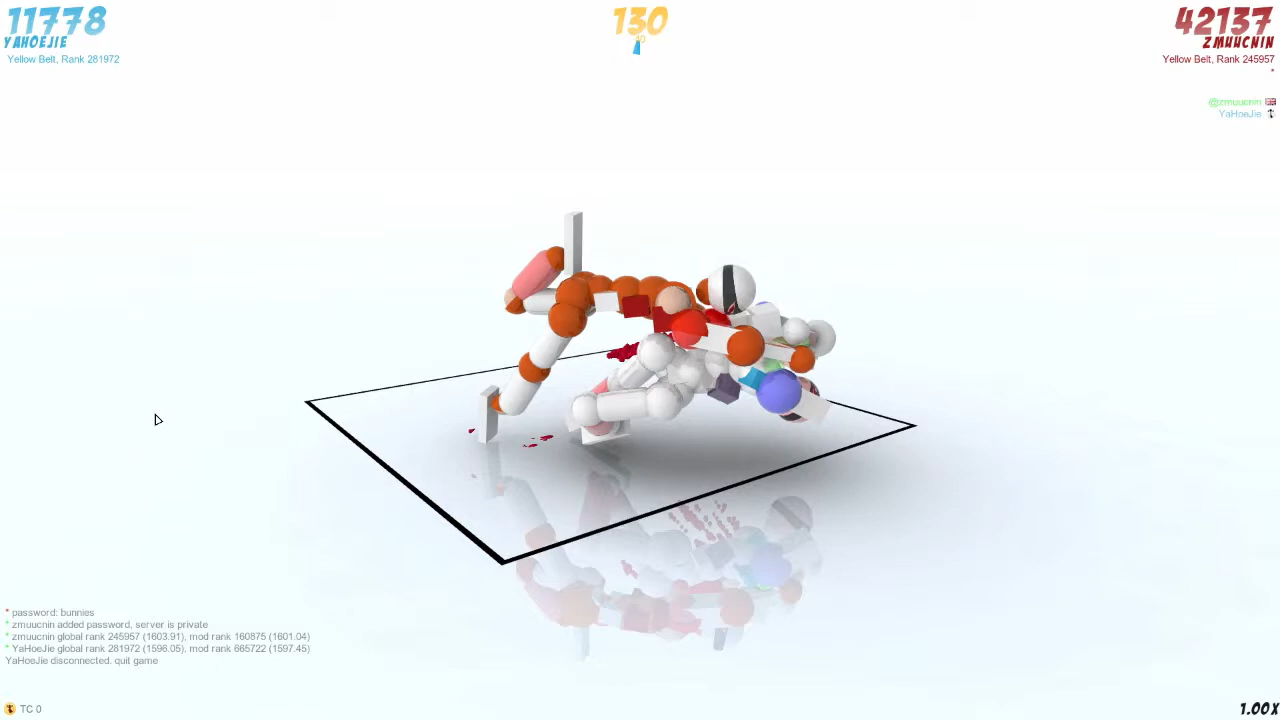 11778
YAHOEJIE
Yellow Belt, Rank 281972
130
40
42137
ZMUUCNIN
Yellow Belt, Rank 245957
*
@zmuucnin
YaHoeJie
* password: bunnies
* zmuucnin added password, server is private
* zmuucnin global rank 245957 (1603.91), mod rank 160875 (1601.04)
* YaHoeJie global rank 281972 (1596.05), mod rank 665722 (1597.45)
YaHoeJie disconnected. quit game
TC 0
1.00X